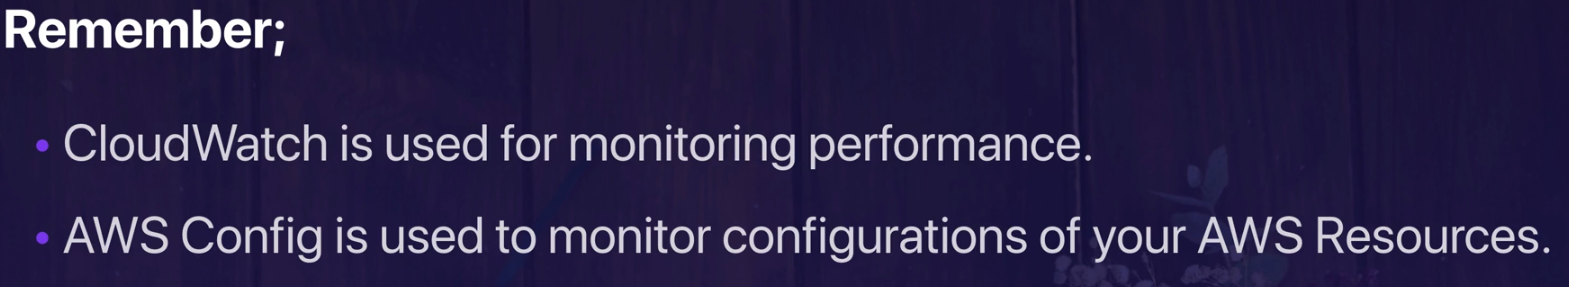 Remember;
• CloudWatch is used for monitoring performance.
• AWS Config is used to monitor configurations of your AWS Resources.